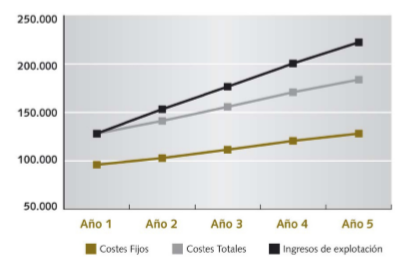 250.000
200.000
150.000
100.000
50.000
Año 1 Año 2 Año 3 Año 4 Año 5
Costes Fijos Costes Totales Ingresos de explotación